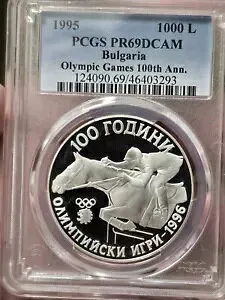 1995 1000 L
PCGS PR69DCAM
Bulgaria
Olympic Games 100th Ann.
124090.69/46403293
100 ГОДИНИ
ОЛИМПИЙСКИ ИГРИ-1996